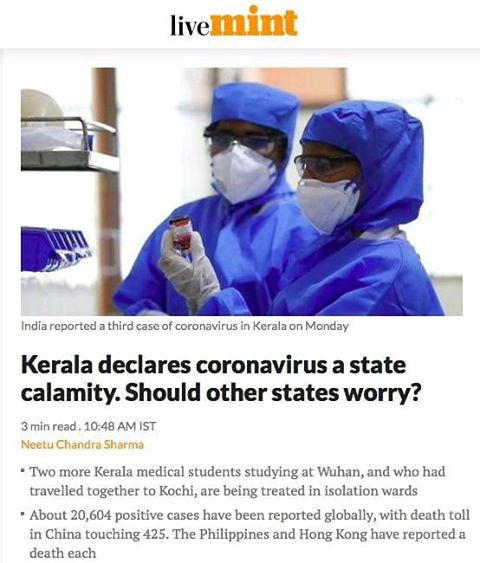 livemint
India reported a third case of coronavirus in Kerala on Monday
Kerala declares coronavirus a state
calamity. Should other states worry?
3 min read . 10:48 AM IST
Neetu Chandra Sharma
▪ Two more Kerala medical students studying at Wuhan, and who had
travelled together to Kochi, are being treated in isolation wards
▪ About 20,604 positive cases have been reported globally, with death toll
in China touching 425. The Philippines and Hong Kong have reported a
death each